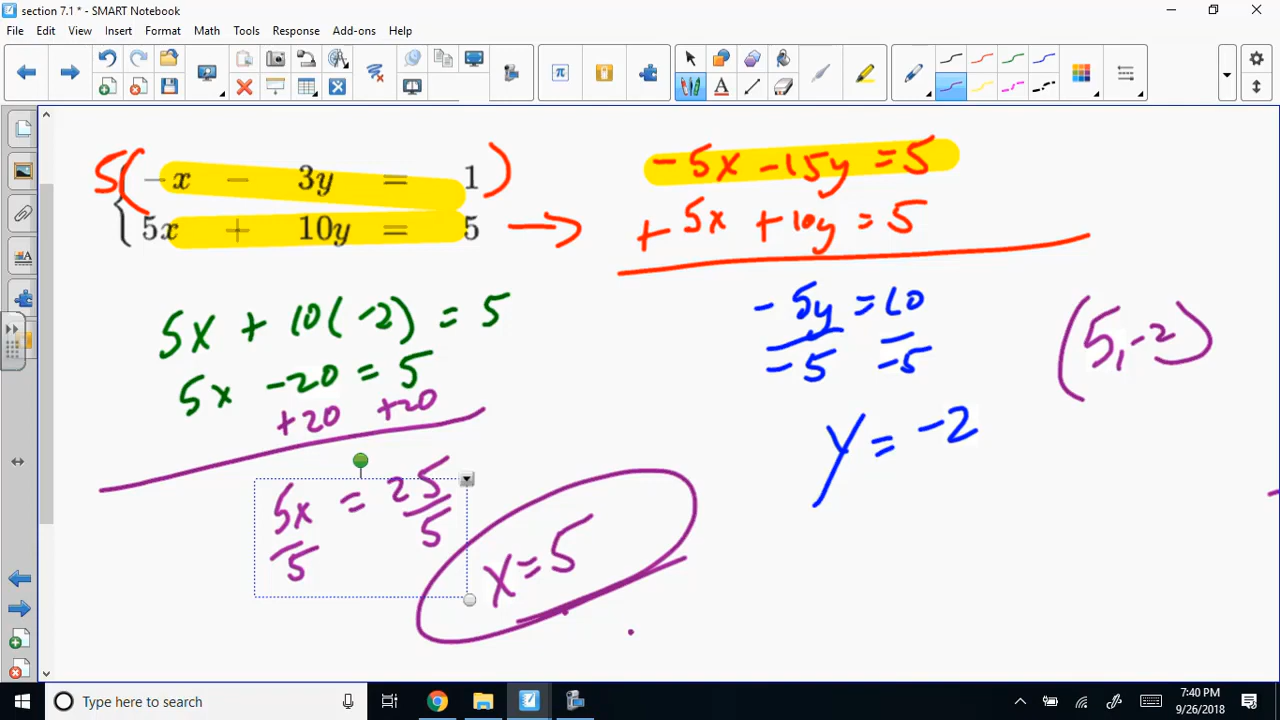 section 7.1 * - SMART Notebook
File Edit View Insert Format Math Tools Response Add-ons Help
5(-x - 3y = 1)
5x + 10y = 5
-5x -15y = 5
+5x +10y = 5
-5y = 10
-5 -5
y = -2
(5,-2)
5x + 10(-2) = 5
5x -20 = 5
+20 +20
5x = 25
5 5
x = 5
Type here to search
7:40 PM
9/26/2018